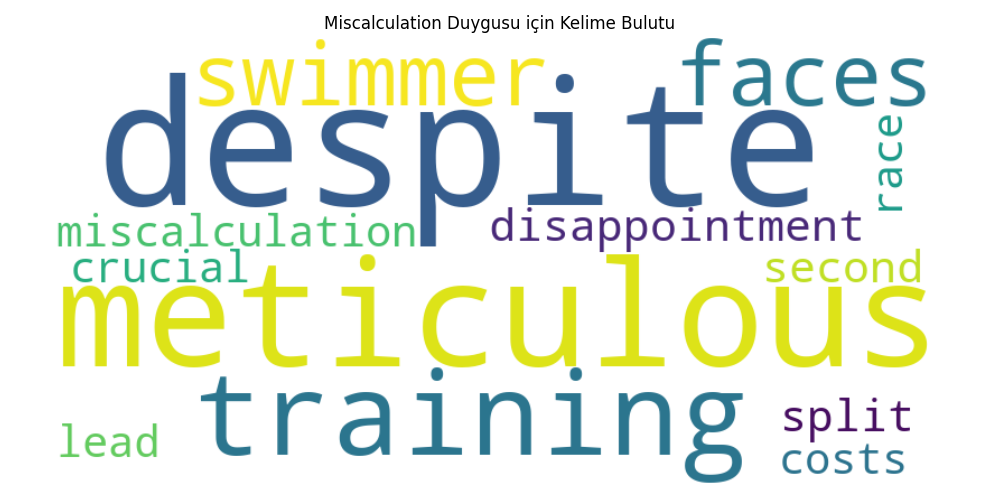 Miscalculation Duygusu için Kelime Bulutu
swimmer faces
despite
race
miscalculation disappointment
crucial second
meticulous
training
split
lead
costs